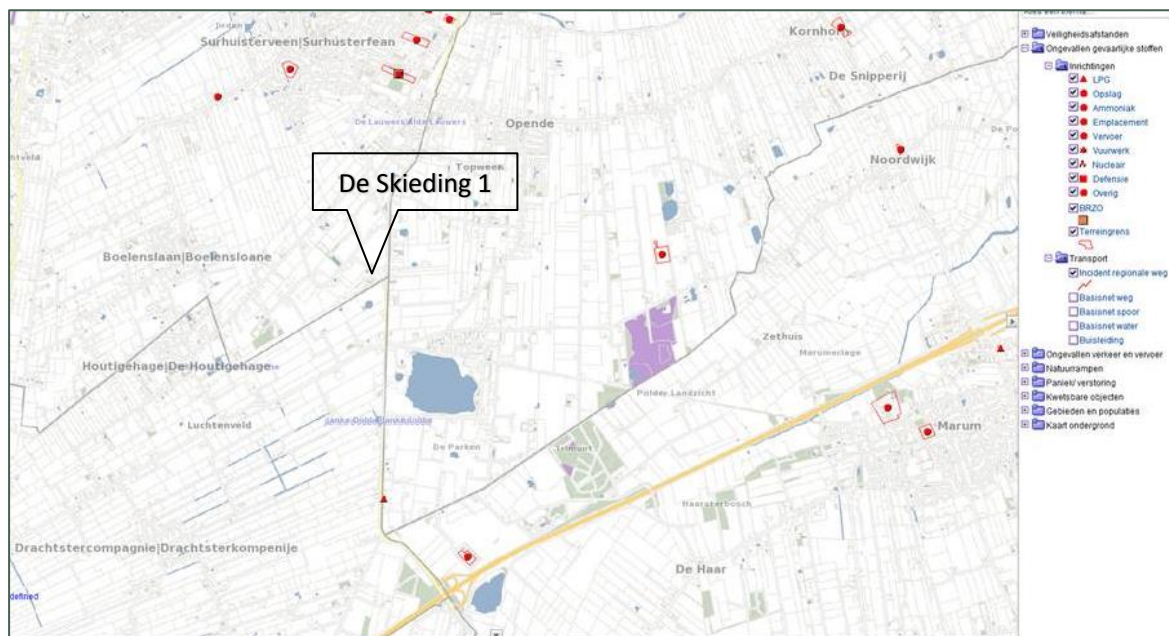 Surhuisterveen|Surhústerfean
Kornhorn
De Snipperij
De Lauwers|Alde Lauwers
Opende
Noordwijk
Topweer
De Skieding 1
Boelenslaan|Boelensloane
Zethuis
Marumerlage
Houtigehage|De Houtigehage
Polder Landzicht
Luchtenveld
De Parken
Trimunt
Marum
Haarsterbosch
Drachtstercompagnie|Drachtsterkompenije
De Haar
defined
Veiligheidsafstanden
Ongevallen gevaarlijke stoffen
Inrichtingen
LPG
Opslag
Ammoniak
Emplacement
Vervoer
Vuurwerk
Nucleair
Defensie
Overig
BRZO
Terreingrens
Transport
Incident regionale weg
Basisnet weg
Basisnet spoor
Basisnet water
Buisleiding
Ongevallen verkeer en vervoer
Natuurrampen
Paniek/ verstoring
Kwetsbare objecten
Gebieden en populaties
Kaart ondergrond